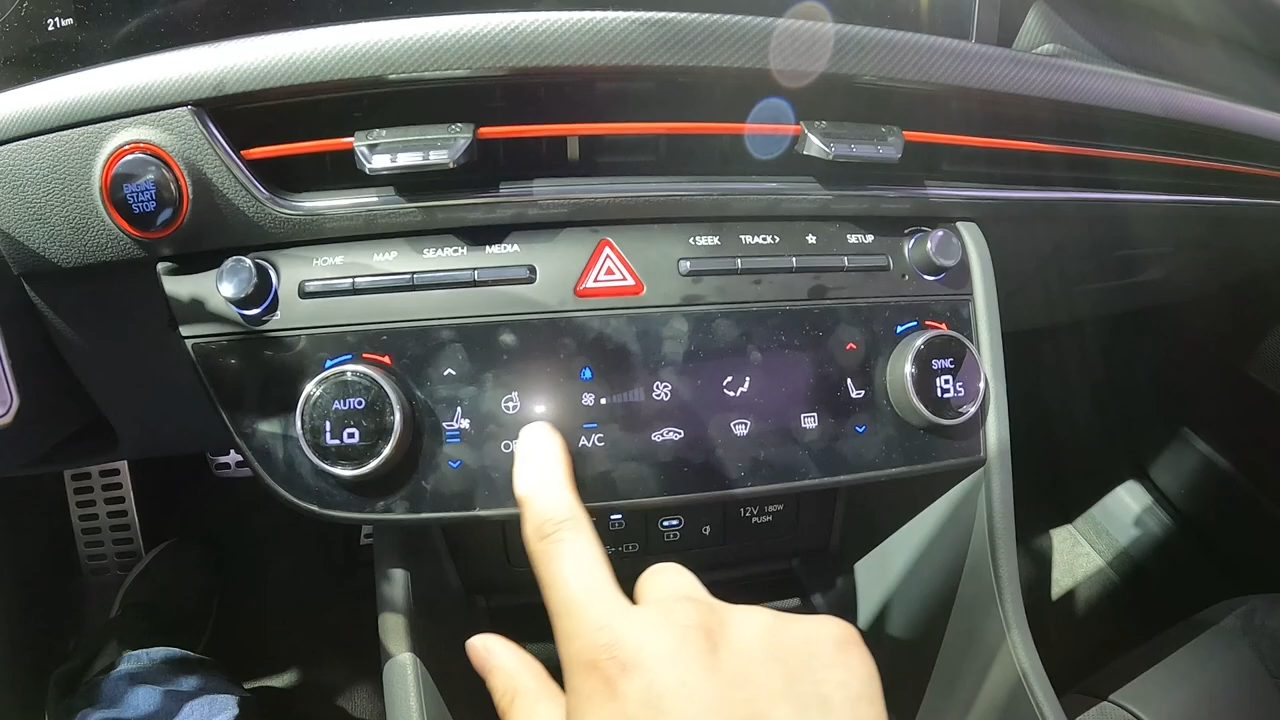 21km
ENGINE
START
STOP
HOME
MAP
SEARCH
MEDIA
<SEEK
TRACK>
☆
SETUP
AUTO
Lo
A/C
SYNC
19.5
12V 180W
PUSH